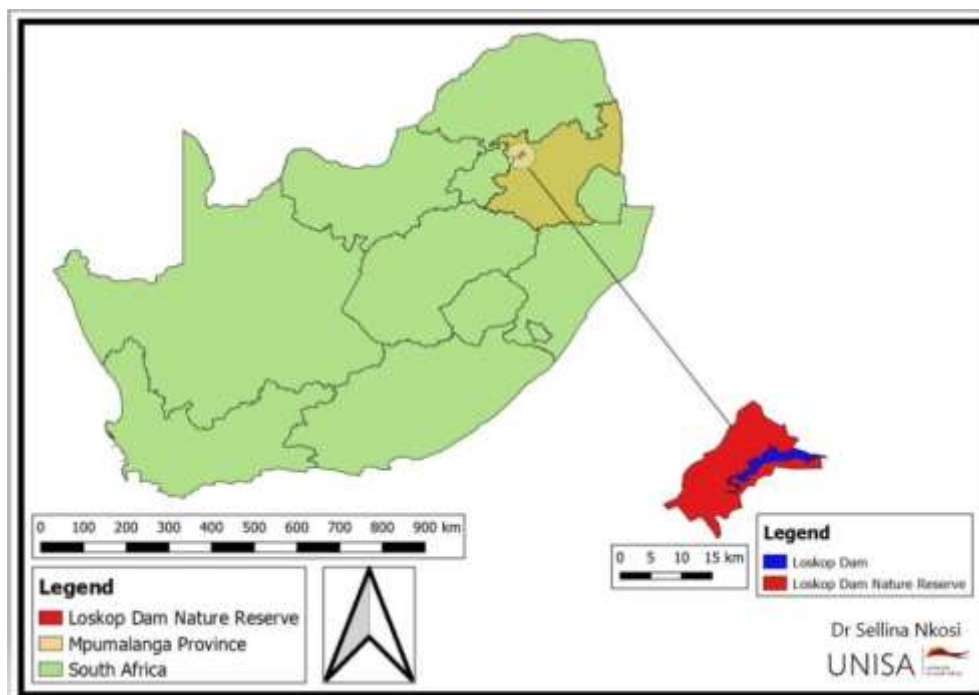 0 100 200 300 400 500 600 700 800 900 km
Legend
Loskop Dam Nature Reserve
Mpumalanga Province
South Africa
0 5 10 15 km
Legend
Loskop Dam
Loskop Dam Nature Reserve
Dr Sellina Nkosi
UNISA